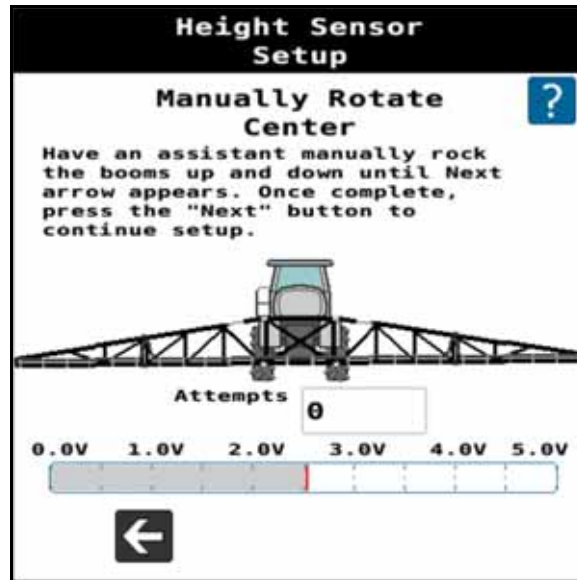 Height Sensor
Setup
?
Manually Rotate
Center
Have an assistant manually rock
the booms up and down until Next
arrow appears. Once complete,
press the "Next" button to
continue setup.
Attempts
0
0.0V 1.0V 2.0V 3.0V 4.0V 5.0V